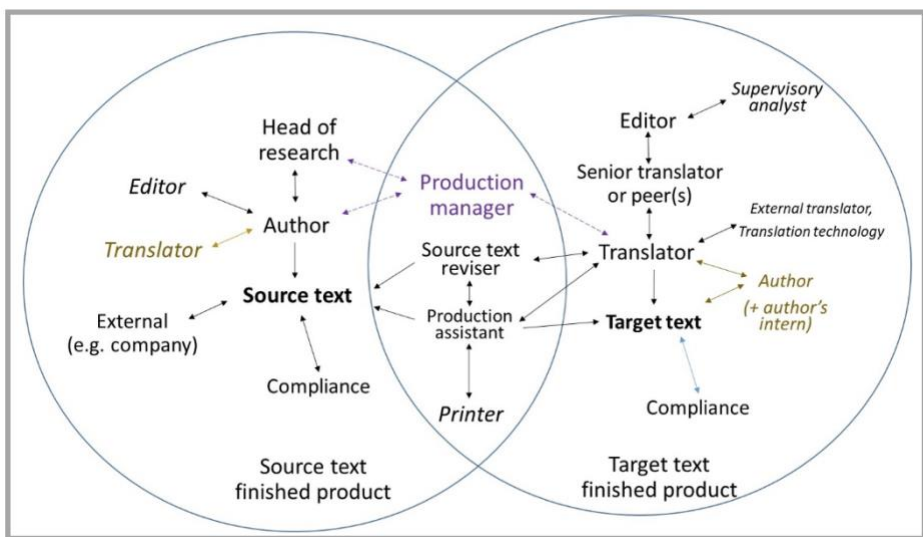 Head of
research
Editor
Author
Translator
Source text
External
(e.g. company)
Compliance
Source text
finished product
Production
manager
Source text
reviser
Production
assistant
Printer
Supervisory
analyst
Editor
Senior translator
or peer(s)
External translator,
Translation technology
Translator
Author
(+ author's
intern)
Target text
Compliance
Target text
finished product